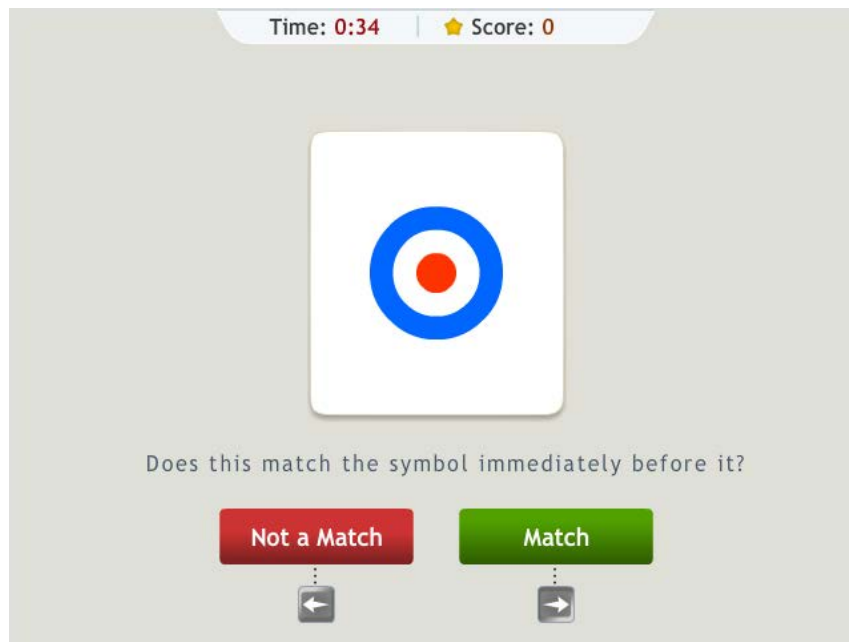 Time: 0:34 Score: 0
Does this match the symbol immediately before it?
Not a Match Match